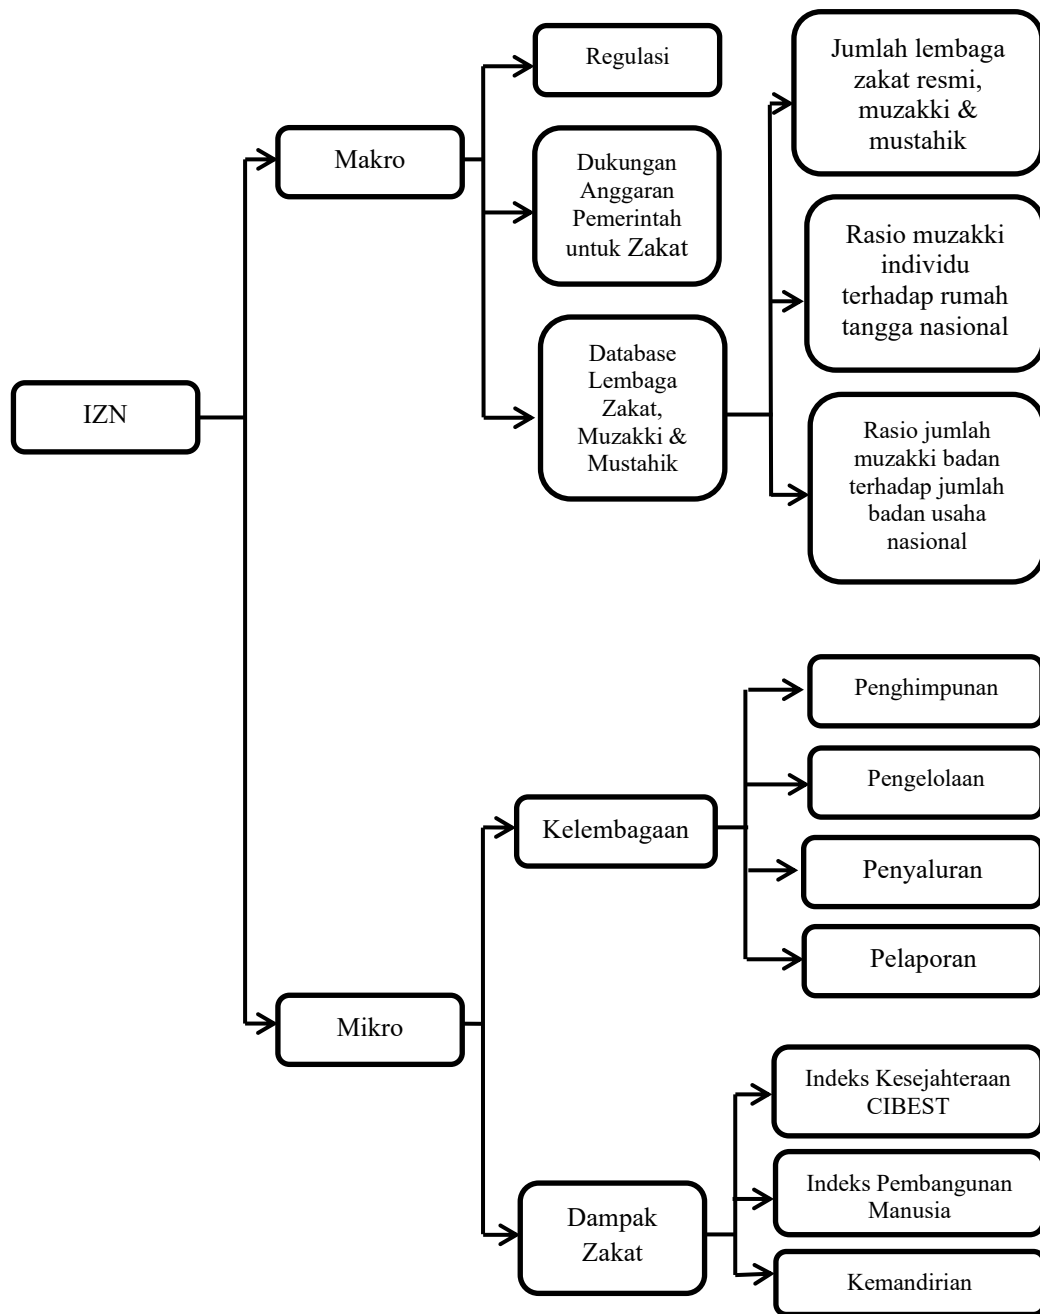 IZN
Makro
Regulasi
Dukungan
Anggaran
Pemerintah
untuk Zakat
Database
Lembaga
Zakat,
Muzakki &
Mustahik
Jumlah lembaga
zakat resmi,
muzakki &
mustahik
Rasio muzakki
individu
terhadap rumah
tangga nasional
Rasio jumlah
muzakki badan
terhadap jumlah
badan usaha
nasional
Mikro
Kelembagaan
Penghimpunan
Pengelolaan
Penyaluran
Pelaporan
Dampak
Zakat
Indeks Kesejahteraan
CIBEST
Indeks Pembangunan
Manusia
Kemandirian